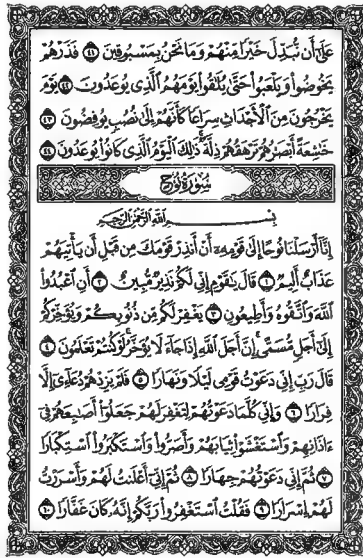 عَلَىٰٓ أَن نُّبَدِّلَ خَيْرًا مِّنْهُمْ وَمَا نَحْنُ بِمَسْبُوقِينَ ٤١ فَذَرْهُمْ
يَخُوضُوا۟ وَيَلْعَبُوا۟ حَتَّىٰ يُلَٰقُوا۟ يَوْمَهُمُ ٱلَّذِى يُوعَدُونَ ٤٢ يَوْمَ
يَخْرُجُونَ مِنَ ٱلْأَجْدَاثِ سِرَاعًا كَأَنَّهُمْ إِلَىٰ نُصُبٍ يُوفِضُونَ ٤٣
خَٰشِعَةً أَبْصَٰرُهُمْ تَرْهَقُهُمْ ذِلَّةٌ ۚ ذَٰلِكَ ٱلْيَوْمُ ٱلَّذِى كَانُوا۟ يُوعَدُونَ ٤٤
سُورَةُ نُوحٍ
بِسْمِ ٱللَّهِ ٱلرَّحْمَٰنِ ٱلرَّحِيمِ
إِنَّآ أَرْسَلْنَا نُوحًا إِلَىٰ قَوْمِهِۦٓ أَنْ أَنذِرْ قَوْمَكَ مِن قَبْلِ أَن يَأْتِيَهُمْ
عَذَابٌ أَلِيمٌ ١ قَالَ يَٰقَوْمِ إِنِّى لَكُمْ نَذِيرٌ مُّبِينٌ ٢ أَنِ ٱعْبُدُوا۟
ٱللَّهَ وَٱتَّقُوهُ وَأَطِيعُونِ ٣ يَغْفِرْ لَكُم مِّن ذُنُوبِكُمْ وَيُؤَخِّرْكُمْ
إِلَىٰٓ أَجَلٍ مُّسَمًّى ۚ إِنَّ أَجَلَ ٱللَّهِ إِذَا جَآءَ لَا يُؤَخَّرُ ۖ لَوْ كُنتُمْ تَعْلَمُونَ ٤
قَالَ رَبِّ إِنِّى دَعَوْتُ قَوْمِى لَيْلًا وَنَهَارًا ٥ فَلَمْ يَزِدْهُمْ دُعَآءِىٓ إِلَّا
فِرَارًا ٦ وَإِنِّى كُلَّمَا دَعَوْتُهُمْ لِتَغْفِرَ لَهُمْ جَعَلُوٓا۟ أَصَٰبِعَهُمْ فِىٓ
ءَاذَانِهِمْ وَٱسْتَغْشَوْا۟ ثِيَابَهُمْ وَأَصَرُّوا۟ وَٱسْتَكْبَرُوا۟ ٱسْتِكْبَارًا
٧ ثُمَّ إِنِّى دَعَوْتُهُمْ جِهَارًا ٨ ثُمَّ إِنِّىٓ أَعْلَنتُ لَهُمْ وَأَسْرَرْتُ
لَهُمْ إِسْرَارًا ٩ فَقُلْتُ ٱسْتَغْفِرُوا۟ رَبَّكُمْ إِنَّهُۥ كَانَ غَفَّارًا ١٠